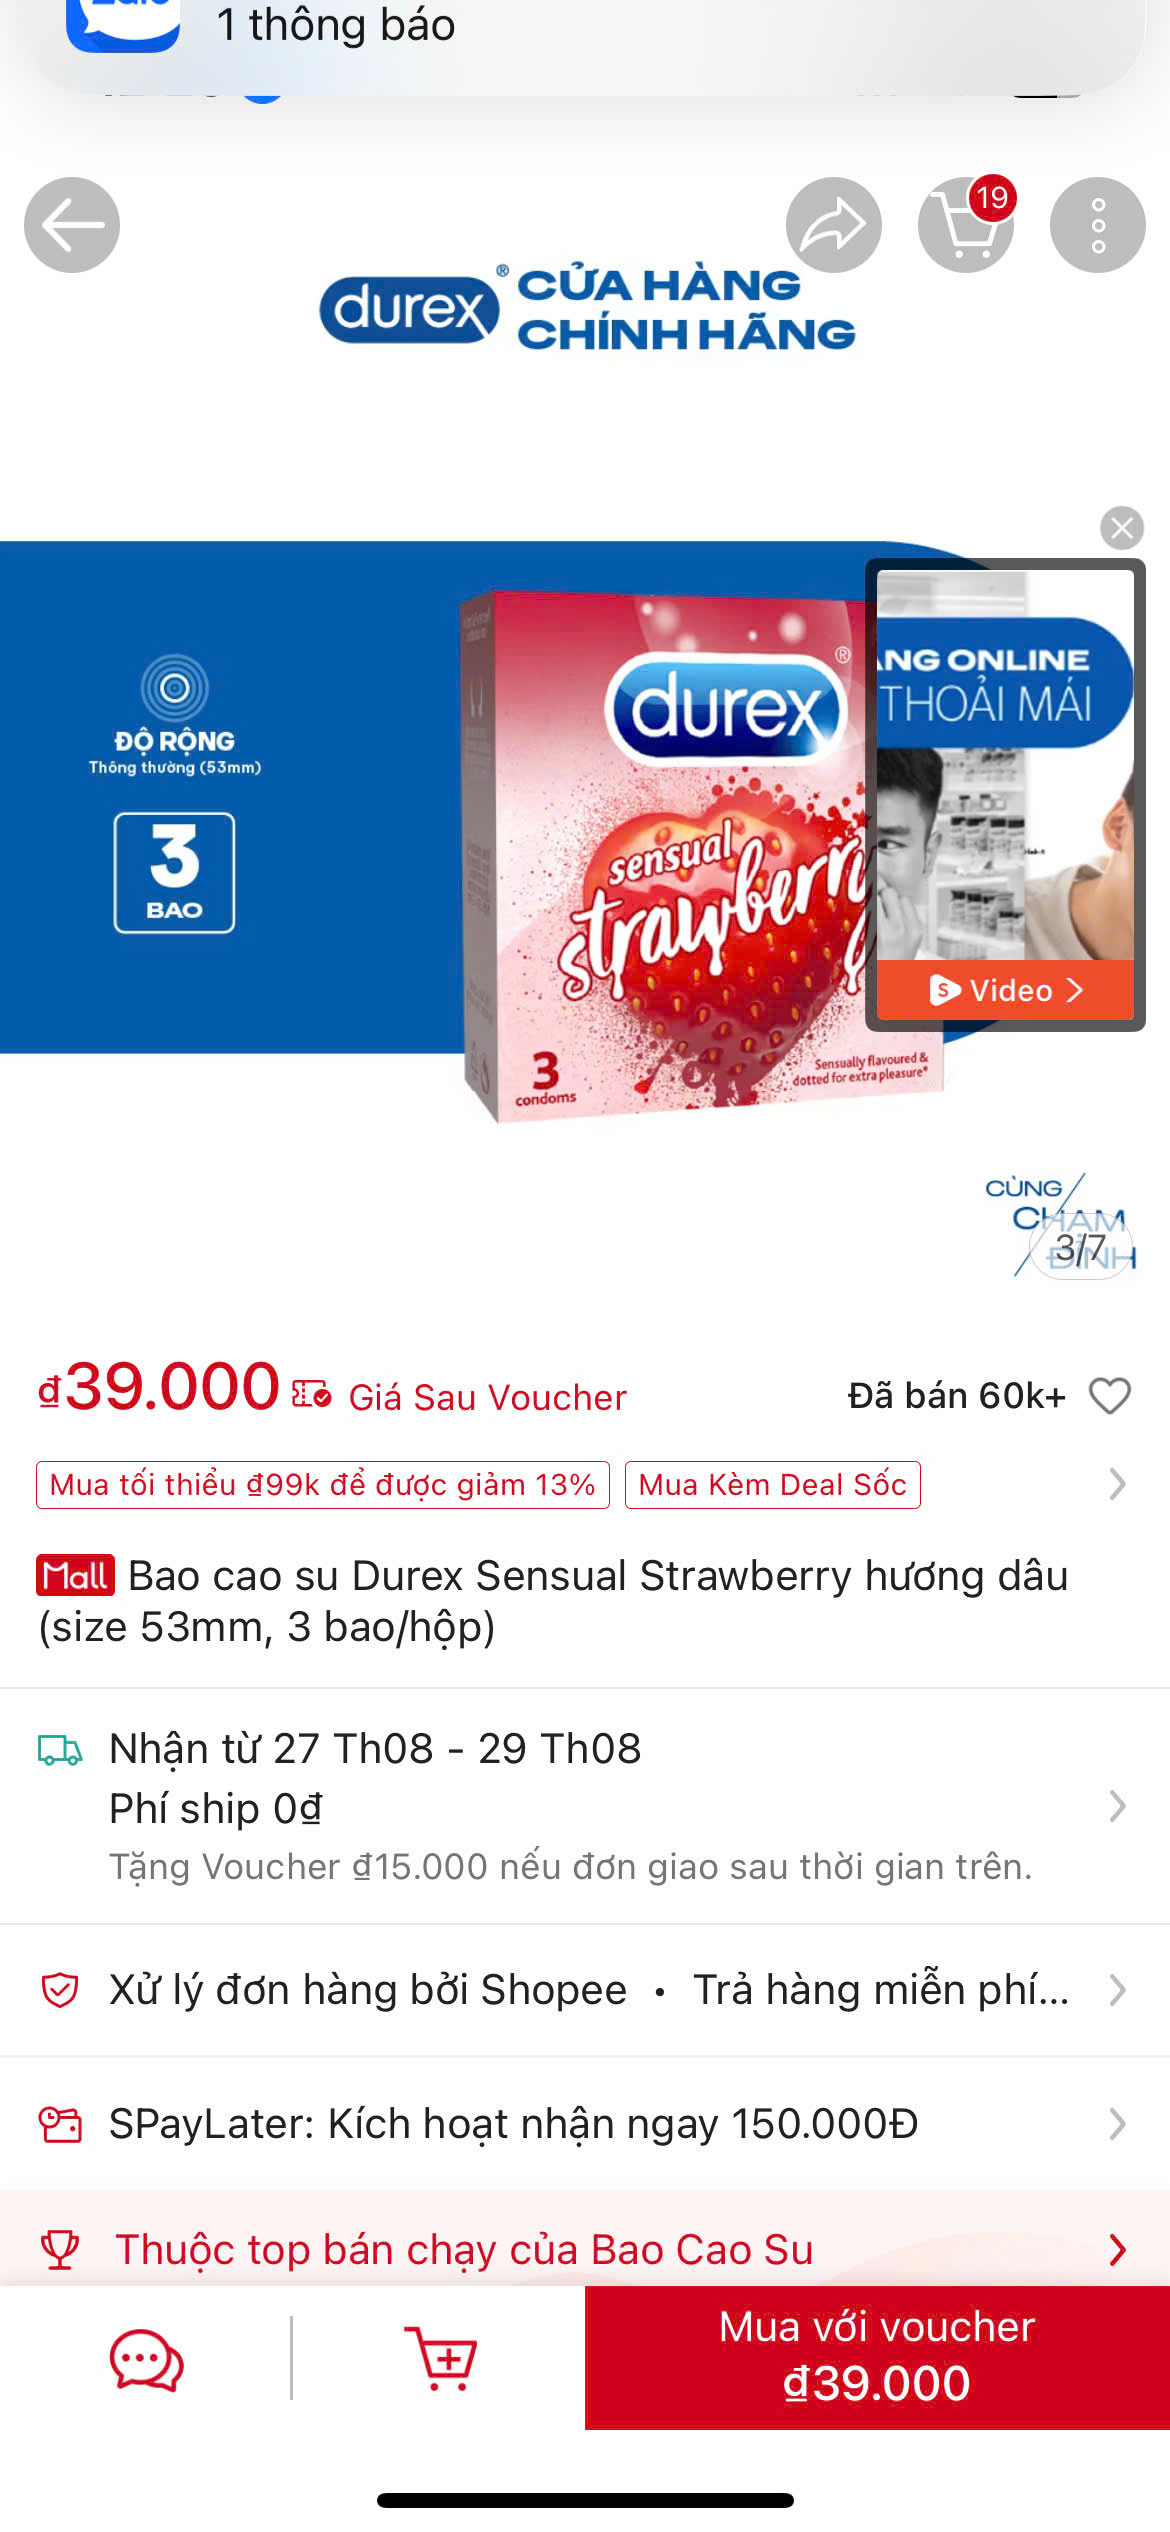 1 thông báo
19
durex®
CỬA HÀNG
CHÍNH HÃNG
ĐỘ RỘNG
Thông thường (53mm)
3
BAO
durex®
sensual
strawberry
3
condoms
Sensually flavoured &
dotted for extra pleasure*
NG ONLINE
THOẢI MÁI
Video
CÙNG
CHẠM
ĐỈNH
3/7
₫39.000 Giá Sau Voucher
Đã bán 60k+
Mua tối thiểu ₫99k để được giảm 13%
Mua Kèm Deal Sốc
Mall Bao cao su Durex Sensual Strawberry hương dâu
(size 53mm, 3 bao/hộp)
Nhận từ 27 Th08 - 29 Th08
Phí ship 0₫
Tặng Voucher ₫15.000 nếu đơn giao sau thời gian trên.
Xử lý đơn hàng bởi Shopee • Trả hàng miễn phí...
SPayLater: Kích hoạt nhận ngay 150.000Đ
Thuộc top bán chạy của Bao Cao Su
Mua với voucher
₫39.000